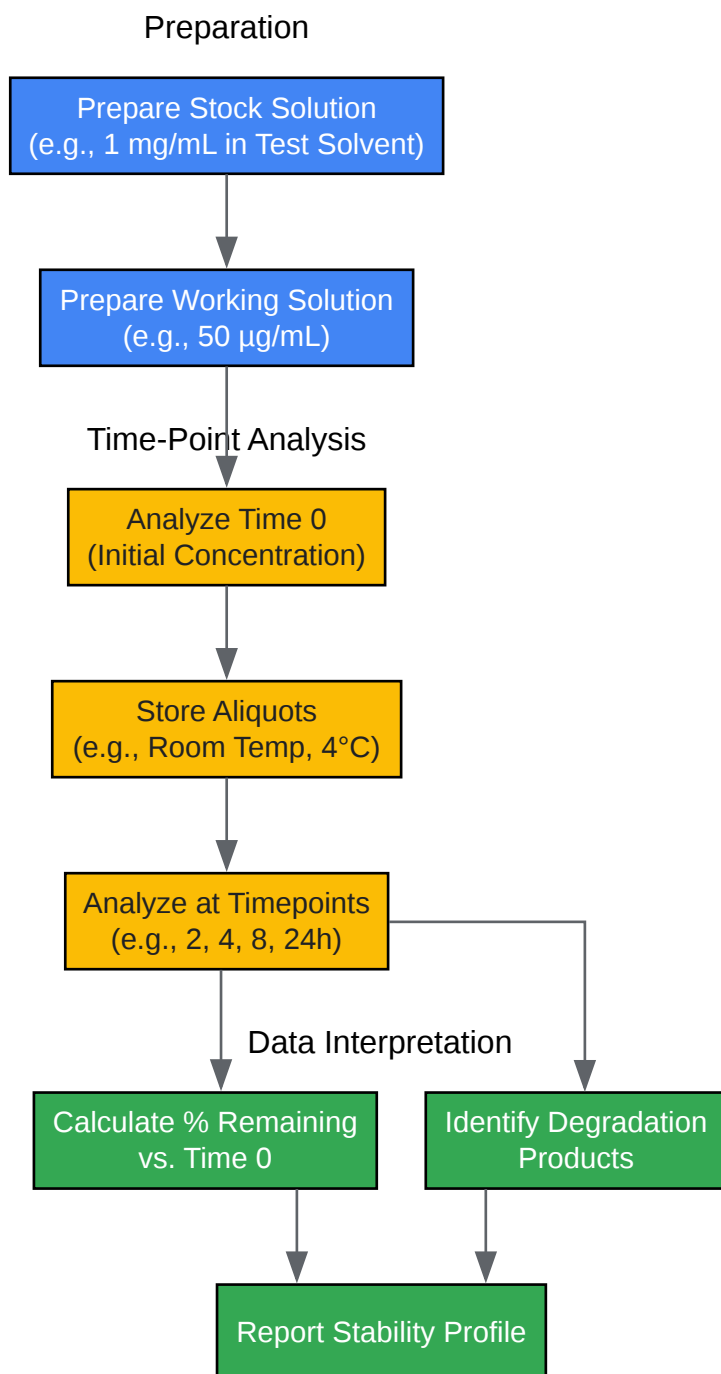 Preparation
Prepare Stock Solution
(e.g., 1 mg/mL in Test Solvent)
Prepare Working Solution
(e.g., 50 µg/mL)
Time-Point Analysis
Analyze Time 0
(Initial Concentration)
Store Aliquots
(e.g., Room Temp, 4°C)
Analyze at Timepoints
(e.g., 2, 4, 8, 24h)
Data Interpretation
Calculate % Remaining
vs. Time 0
Identify Degradation
Products
Report Stability Profile